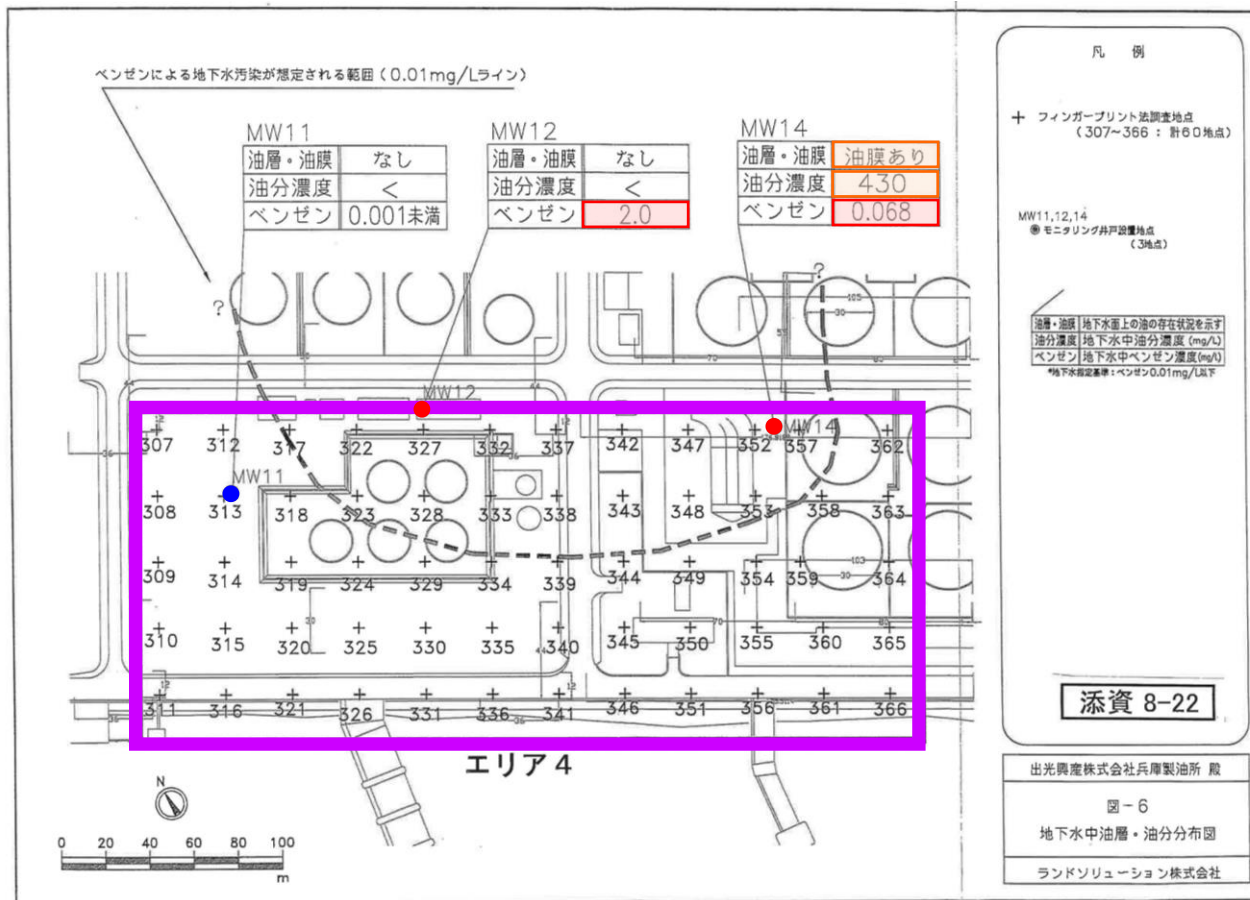 ベンゼンによる地下水汚染が想定される範囲(0.01mg/Lライン)
MW11
油層・油膜 なし
油分濃度 <
ベンゼン 0.001未満
MW12
油層・油膜 なし
油分濃度 <
ベンゼン 2.0
MW14
油層・油膜 油膜あり
油分濃度 430
ベンゼン 0.068
凡 例
+ フィンガープリント法調査地点
(307~366 : 計60地点)
MW11,12,14
モニタリング井戸設置地点
(3地点)
油層・油膜 地下水面上の油の存在状況を示す
油分濃度 地下水中油分濃度(mg/L)
ベンゼン 地下水中ベンゼン濃度(mg/L)
*地下水指定基準:ベンゼン0.01mg/L以下
? ?
105
30
70
44
MW12
MW14
12
12
307 312 317 322 327 332 337 342 347 352 357 362
36
MW11
308 313 318 323 328 333 338 343 348 353 358 363
103
309 314 319 324 329 334 339 344 349 354 359 364
30
30
70
310 315 320 325 330 335 340 345 350 355 360 365
44
12
12
311 316 321 326 331 336 341 346 351 356 361 366
36
36
エリア4
N
0 20 40 60 80 100
m
添資 8-22
出光興産株式会社兵庫製油所 殿
図-6
地下水中油層・油分分布図
ランドソリューション株式会社